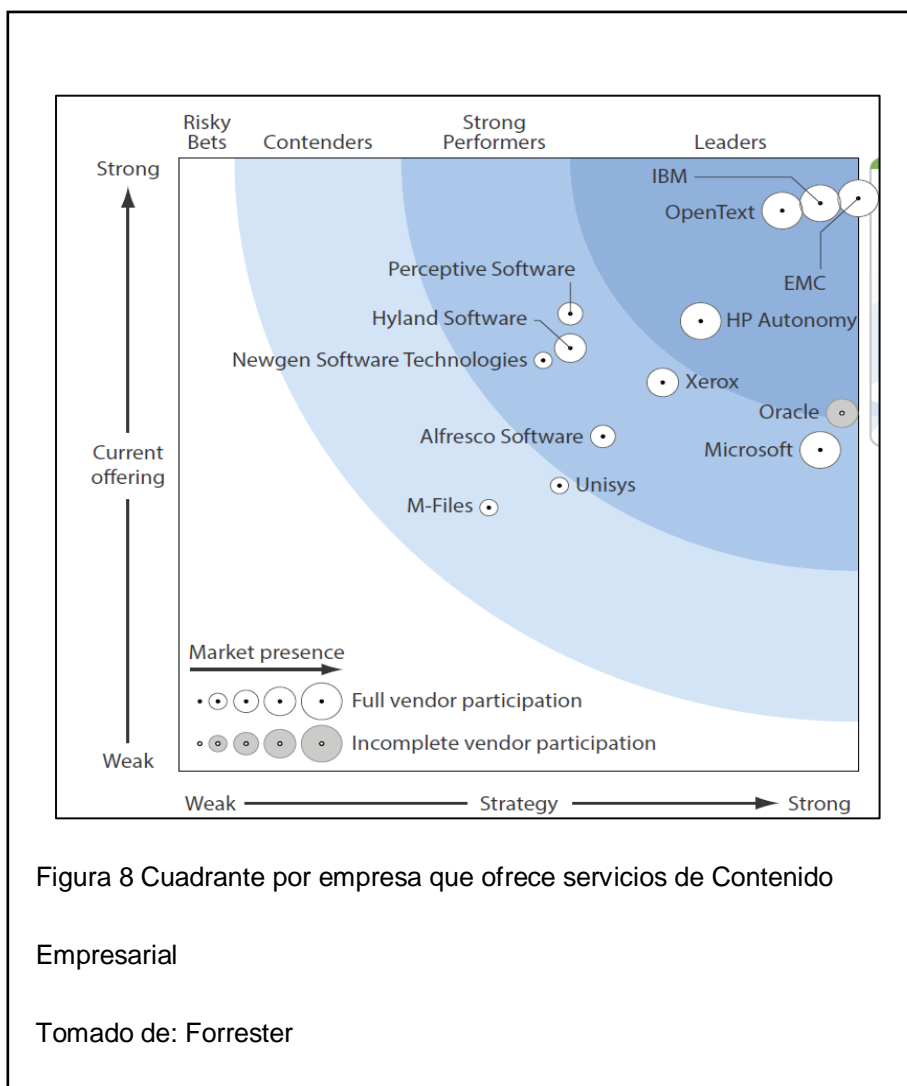 Risky
Bets
Contenders
Strong
Performers
Leaders
Strong
IBM
OpenText
EMC
Perceptive Software
HP Autonomy
Hyland Software
Newgen Software Technologies
Xerox
Oracle
Alfresco Software
Microsoft
Current
offering
Unisys
M-Files
Market presence
Full vendor participation
Incomplete vendor participation
Weak
Weak
Strategy
Strong
Figura 8 Cuadrante por empresa que ofrece servicios de Contenido
Empresarial
Tomado de: Forrester